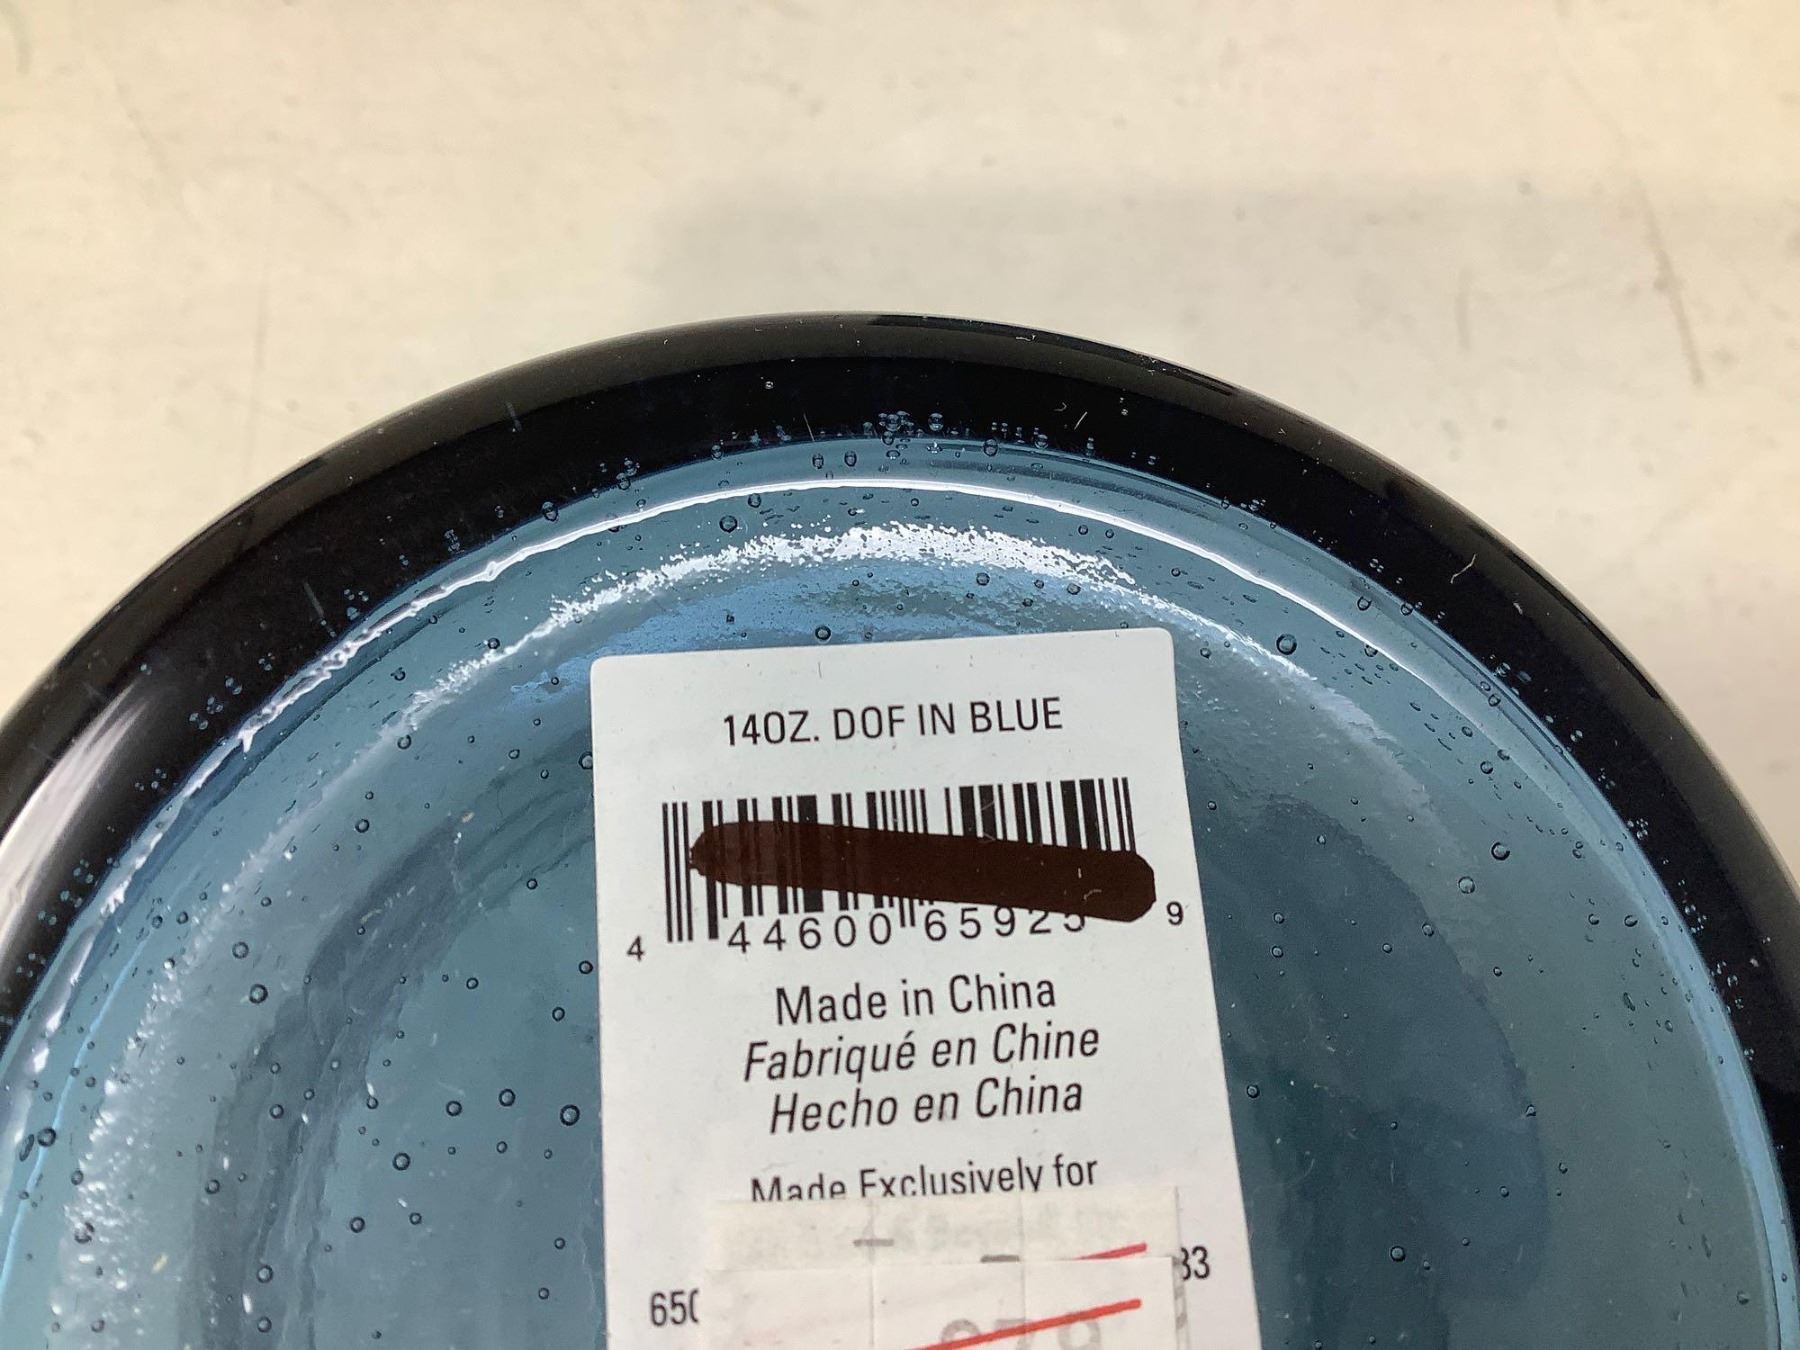 14OZ. DOF IN BLUE
4 44600 65925 9
Made in China
Fabriqué en Chine
Hecho en China
Made Exclusively for